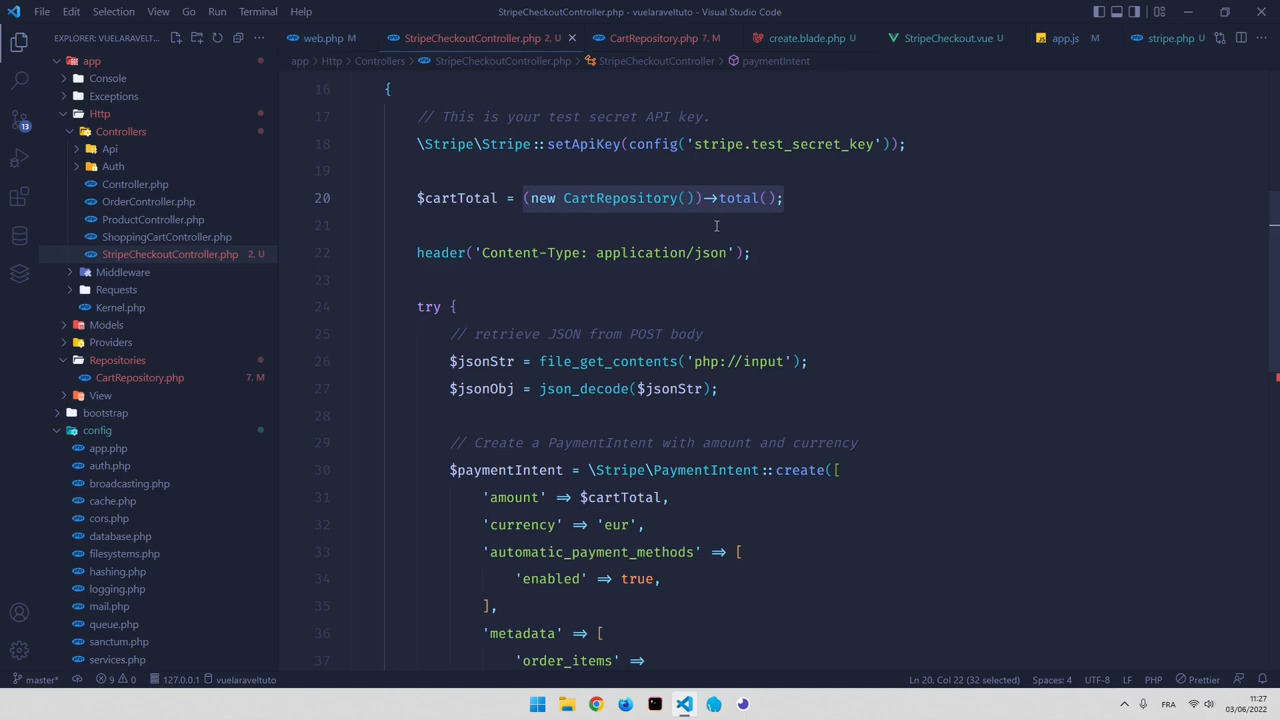 File Edit Selection View Go Run Terminal Help
StripeCheckoutController.php - vuelaraveltuto - Visual Studio Code
EXPLORER: VUELARAVELT...
web.php M
StripeCheckoutController.php 2, U
CartRepository.php 7, M
create.blade.php M
StripeCheckout.vue U
app.js M
stripe.php U
app > Http > Controllers > StripeCheckoutController.php > StripeCheckoutController > paymentIntent
app
Console
Exceptions
Http
Controllers
Api
Auth
Controller.php
OrderController.php
ProductController.php
ShoppingCartController.php
StripeCheckoutController.php 2, U
Middleware
Requests
Kernel.php
Models
Providers
Repositories
CartRepository.php 7, M
View
bootstrap
config
app.php
auth.php
broadcasting.php
cache.php
cors.php
database.php
filesystems.php
hashing.php
logging.php
mail.php
queue.php
sanctum.php
services.php
13
16 {
17 // This is your test secret API key.
18 \Stripe\Stripe::setApiKey(config('stripe.test_secret_key'));
19
20 $cartTotal = (new CartRepository())->total();
21
22 header('Content-Type: application/json');
23
24 try {
25 // retrieve JSON from POST body
26 $jsonStr = file_get_contents('php://input');
27 $jsonObj = json_decode($jsonStr);
28
29 // Create a PaymentIntent with amount and currency
30 $paymentIntent = \Stripe\PaymentIntent::create([
31 'amount' => $cartTotal,
32 'currency' => 'eur',
33 'automatic_payment_methods' => [
34 'enabled' => true,
35 ],
36 'metadata' => [
37 'order_items' =>
master* 9 0 127.0.0.1 vuelaraveltuto
Ln 20, Col 22 (32 selected) Spaces: 4 UTF-8 LF PHP Prettier
FRA
11:27
03/06/2022